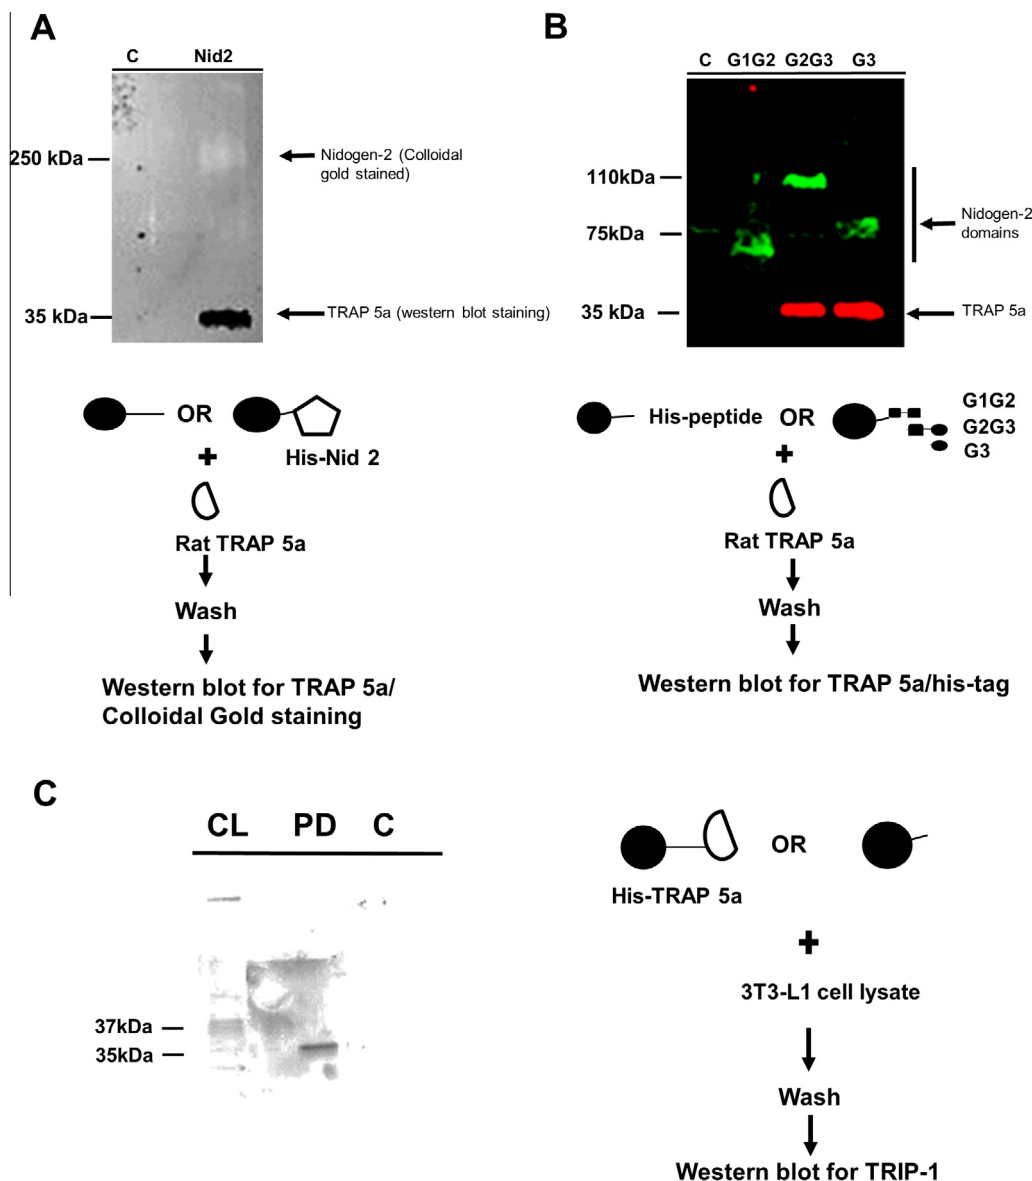 A
C Nid2
250 kDa
Nidogen-2 (Colloidal
gold stained)
35 kDa
TRAP 5a (western blot staining)
OR
His-Nid 2
+
Rat TRAP 5a
Wash
Western blot for TRAP 5a/
Colloidal Gold staining
B
C G1G2 G2G3 G3
110kDa
75kDa
Nidogen-2
domains
35 kDa
TRAP 5a
His-peptide OR
G1G2
G2G3
G3
+
Rat TRAP 5a
Wash
Western blot for TRAP 5a/his-tag
C
CL PD C
37kDa
35kDa
OR
His-TRAP 5a
+
3T3-L1 cell lysate
Wash
Western blot for TRIP-1